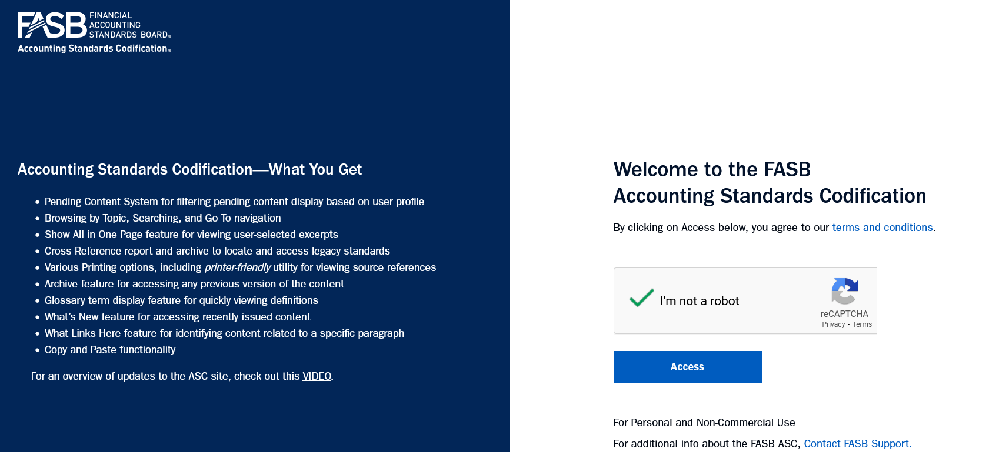 FASB FINANCIAL
ACCOUNTING
STANDARDS BOARD®
Accounting Standards Codification®
Accounting Standards Codification—What You Get
• Pending Content System for filtering pending content display based on user profile
• Browsing by Topic, Searching, and Go To navigation
• Show All in One Page feature for viewing user-selected excerpts
• Cross Reference report and archive to locate and access legacy standards
• Various Printing options, including printer-friendly utility for viewing source references
• Archive feature for accessing any previous version of the content
• Glossary term display feature for quickly viewing definitions
• What’s New feature for accessing recently issued content
• What Links Here feature for identifying content related to a specific paragraph
• Copy and Paste functionality
For an overview of updates to the ASC site, check out this VIDEO.
Welcome to the FASB
Accounting Standards Codification
By clicking on Access below, you agree to our terms and conditions.
I'm not a robot
reCAPTCHA
Privacy - Terms
Access
For Personal and Non-Commercial Use
For additional info about the FASB ASC, Contact FASB Support.